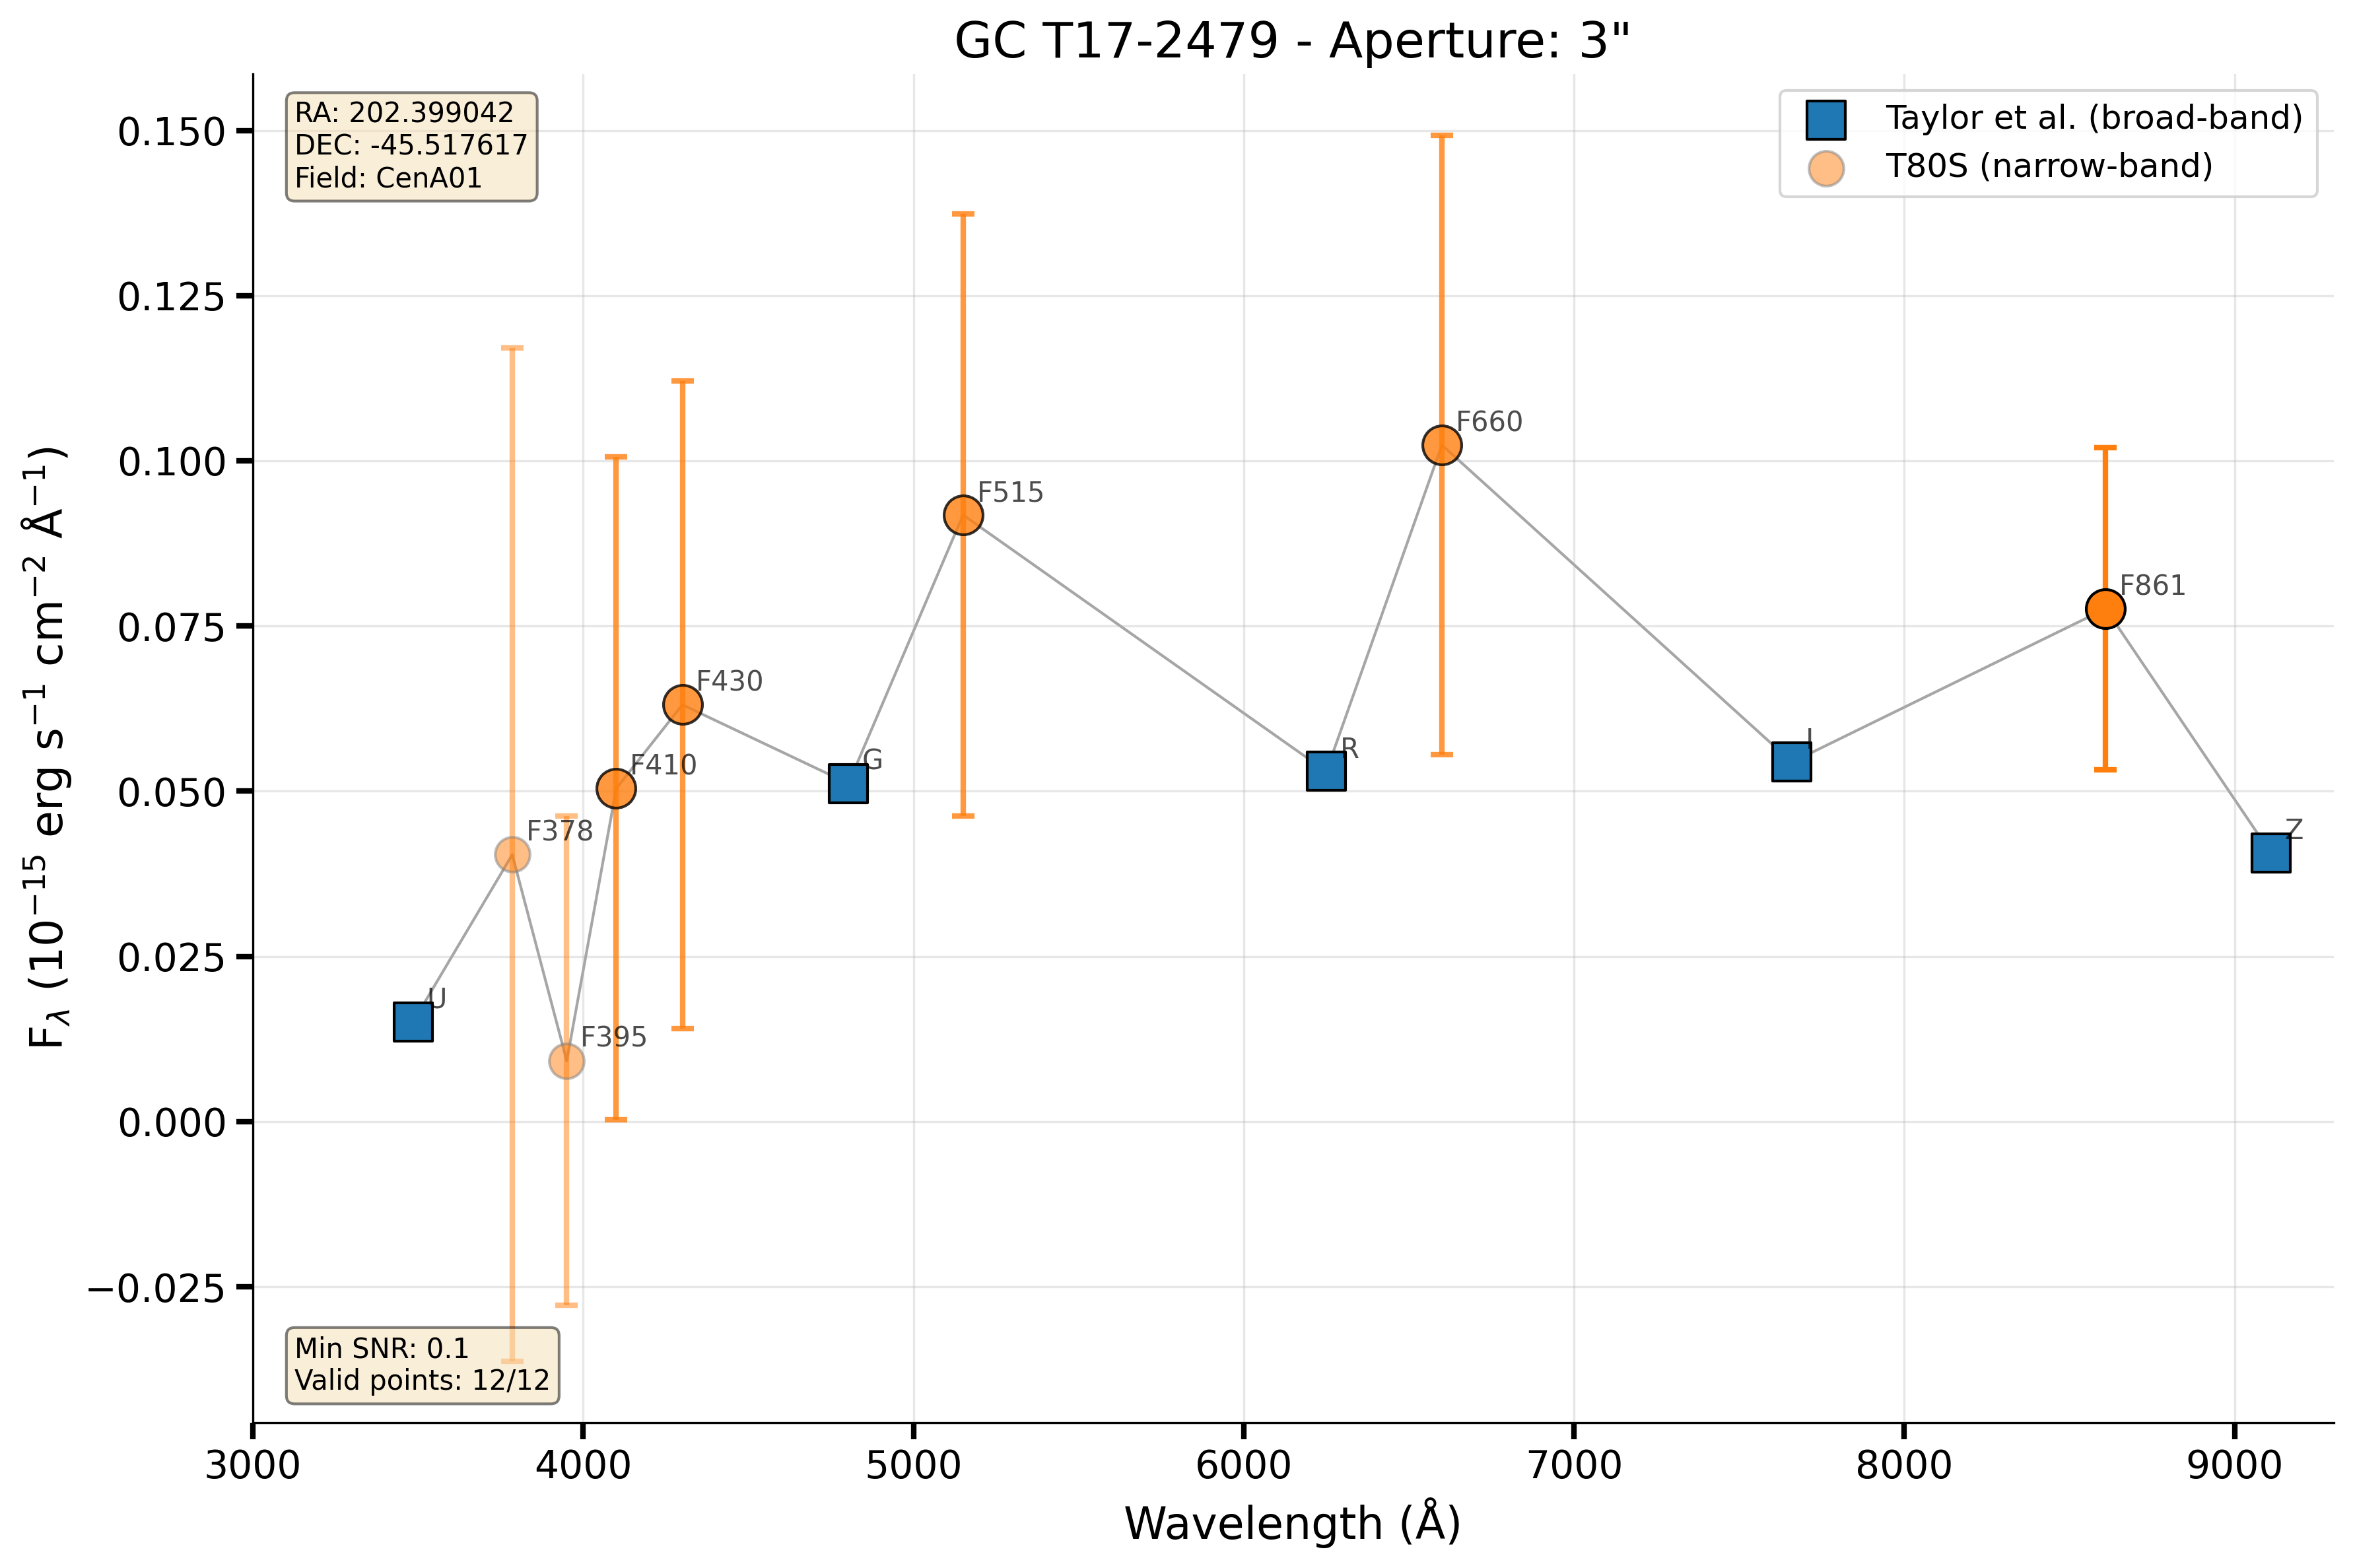 GC T17-2479 - Aperture: 3"
RA: 202.399042
DEC: -45.517617
Field: CenA01
Taylor et al. (broad-band)
T80S (narrow-band)
F$_{λ}$ (10$^{−15}$ erg s$^{−1}$ cm$^{−2}$ Å$^{−1}$)
0.150
0.125
0.100
0.075
0.050
0.025
0.000
−0.025
U
F378
F395
F410
F430
G
F515
R
F660
I
F861
Z
Min SNR: 0.1
Valid points: 12/12
3000 4000 5000 6000 7000 8000 9000
Wavelength (Å)